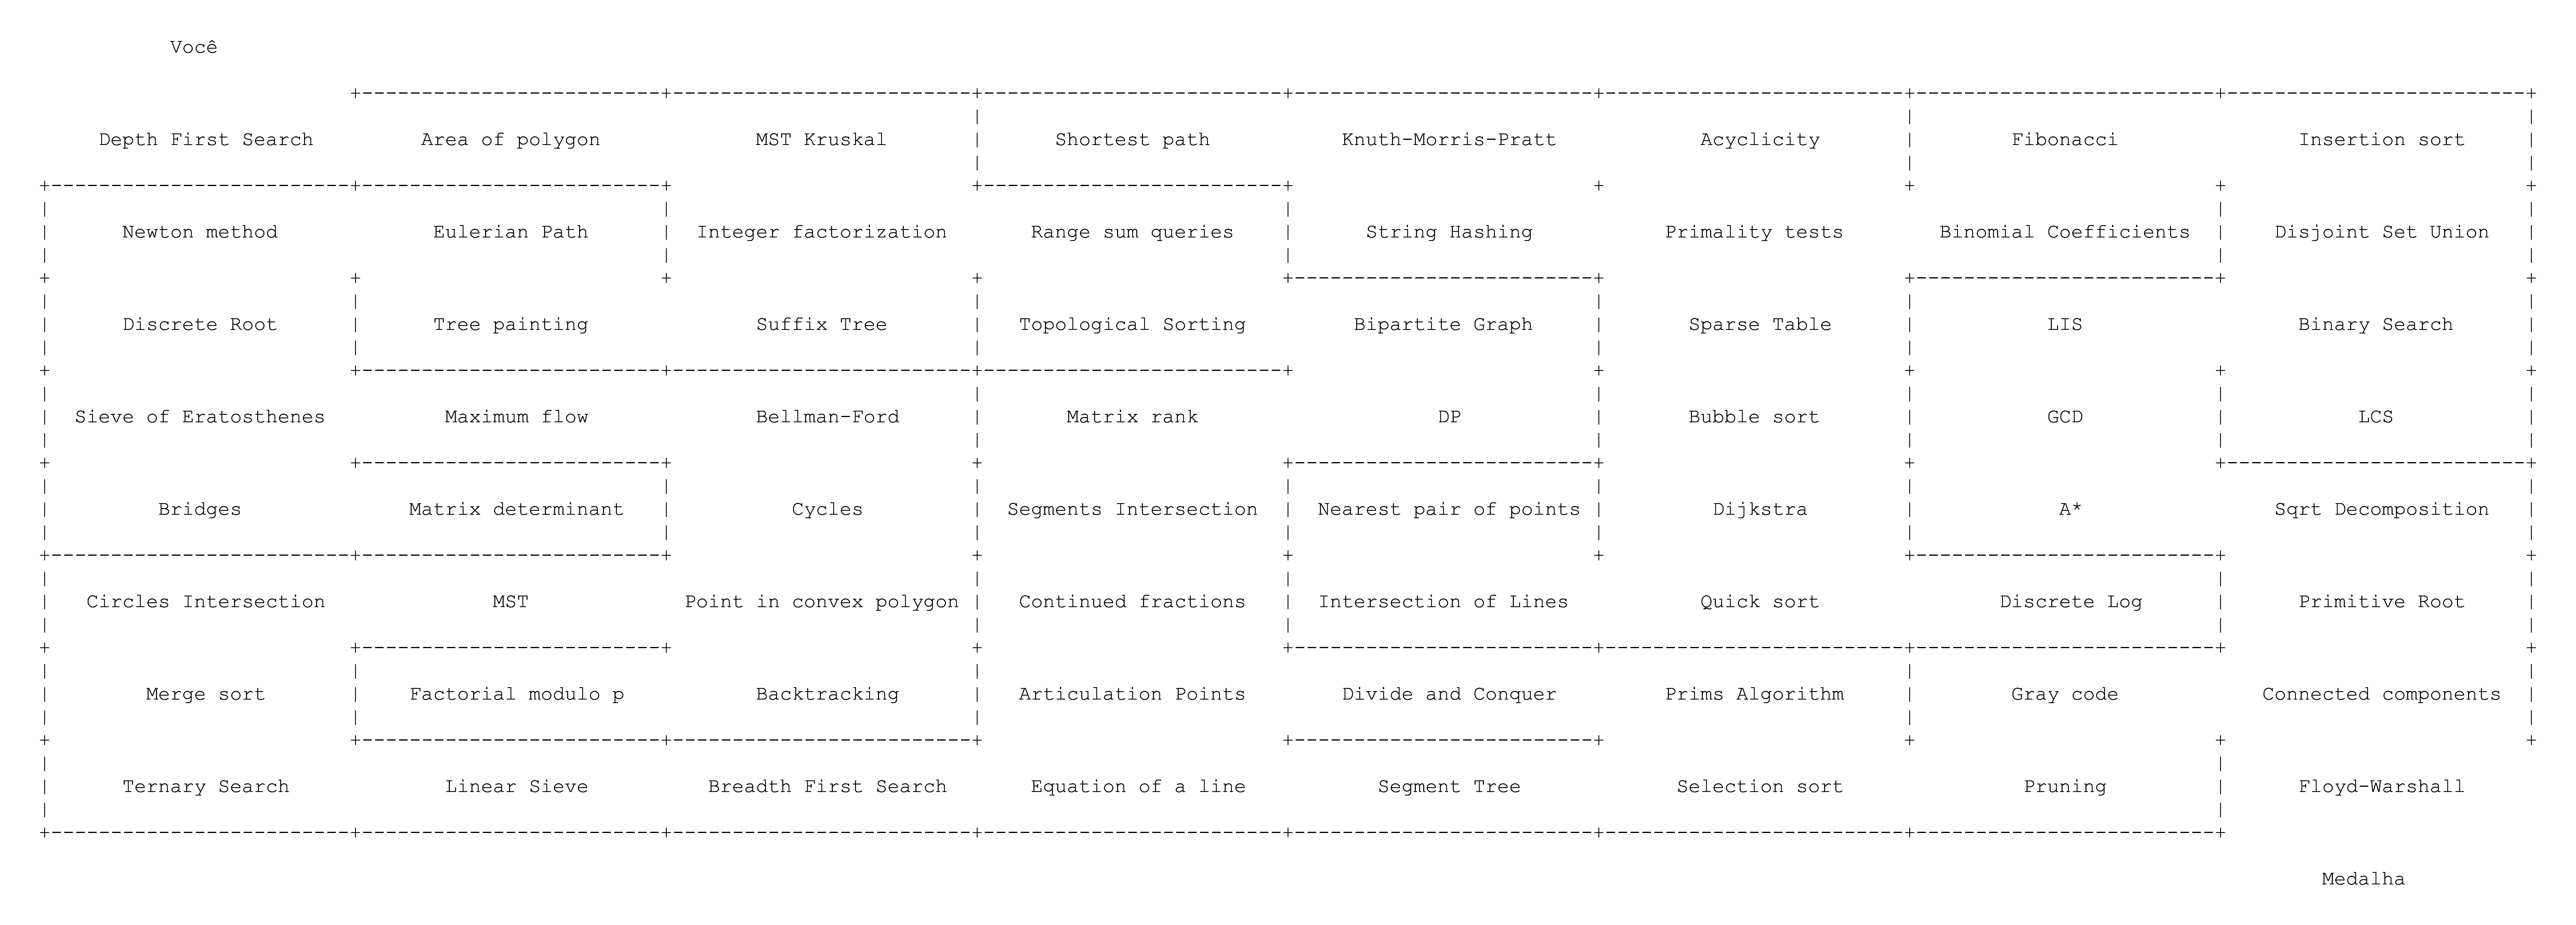 Você
Depth First Search Area of polygon MST Kruskal Shortest path Knuth-Morris-Pratt Acyclicity Fibonacci Insertion sort
Newton method Eulerian Path Integer factorization Range sum queries String Hashing Primality tests Binomial Coefficients Disjoint Set Union
Discrete Root Tree painting Suffix Tree Topological Sorting Bipartite Graph Sparse Table LIS Binary Search
Sieve of Eratosthenes Maximum flow Bellman-Ford Matrix rank DP Bubble sort GCD LCS
Bridges Matrix determinant Cycles Segments Intersection Nearest pair of points Dijkstra A* Sqrt Decomposition
Circles Intersection MST Point in convex polygon Continued fractions Intersection of Lines Quick sort Discrete Log Primitive Root
Merge sort Factorial modulo p Backtracking Articulation Points Divide and Conquer Prims Algorithm Gray code Connected components
Ternary Search Linear Sieve Breadth First Search Equation of a line Segment Tree Selection sort Pruning Floyd-Warshall
Medalha